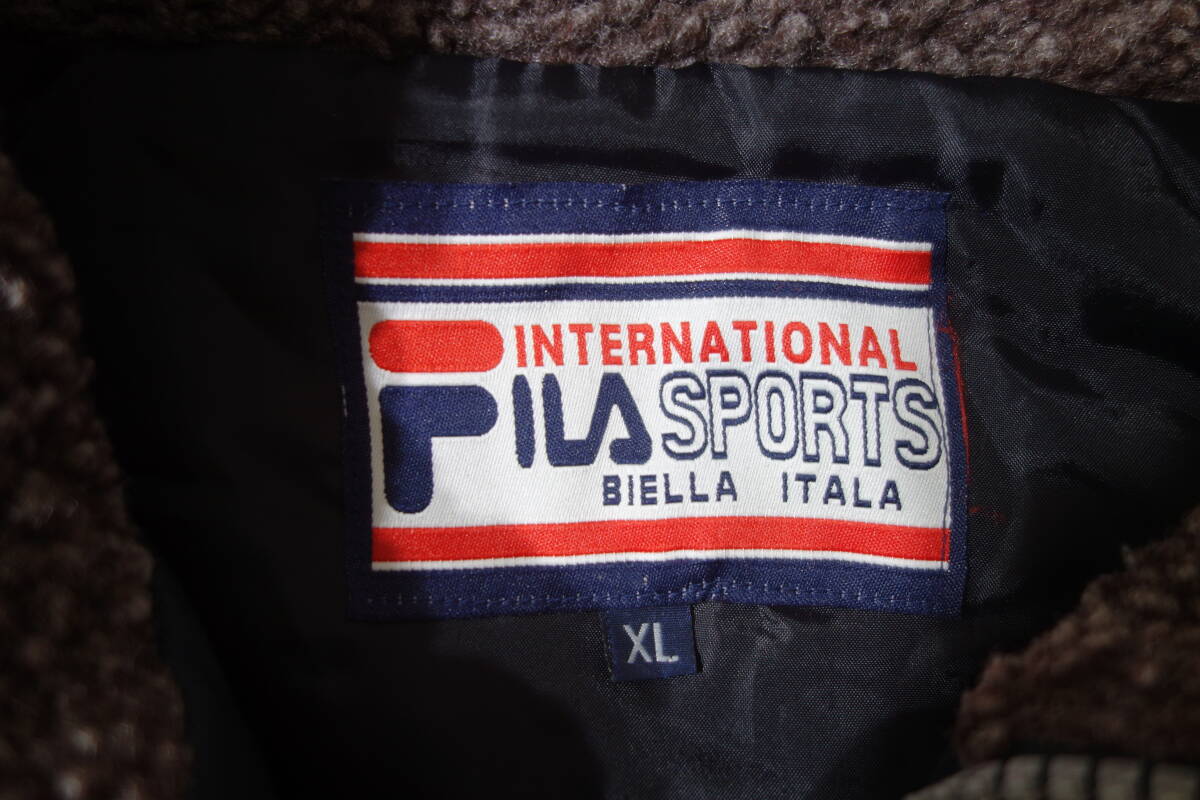 INTERNATIONAL
FILA SPORTS
BIELLA ITALA
XL